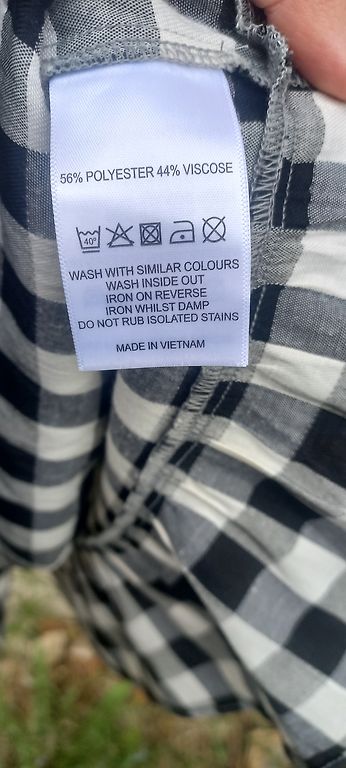 56% POLYESTER 44% VISCOSE
40°
WASH WITH SIMILAR COLOURS
WASH INSIDE OUT
IRON ON REVERSE
IRON WHILST DAMP
DO NOT RUB ISOLATED STAINS
MADE IN VIETNAM